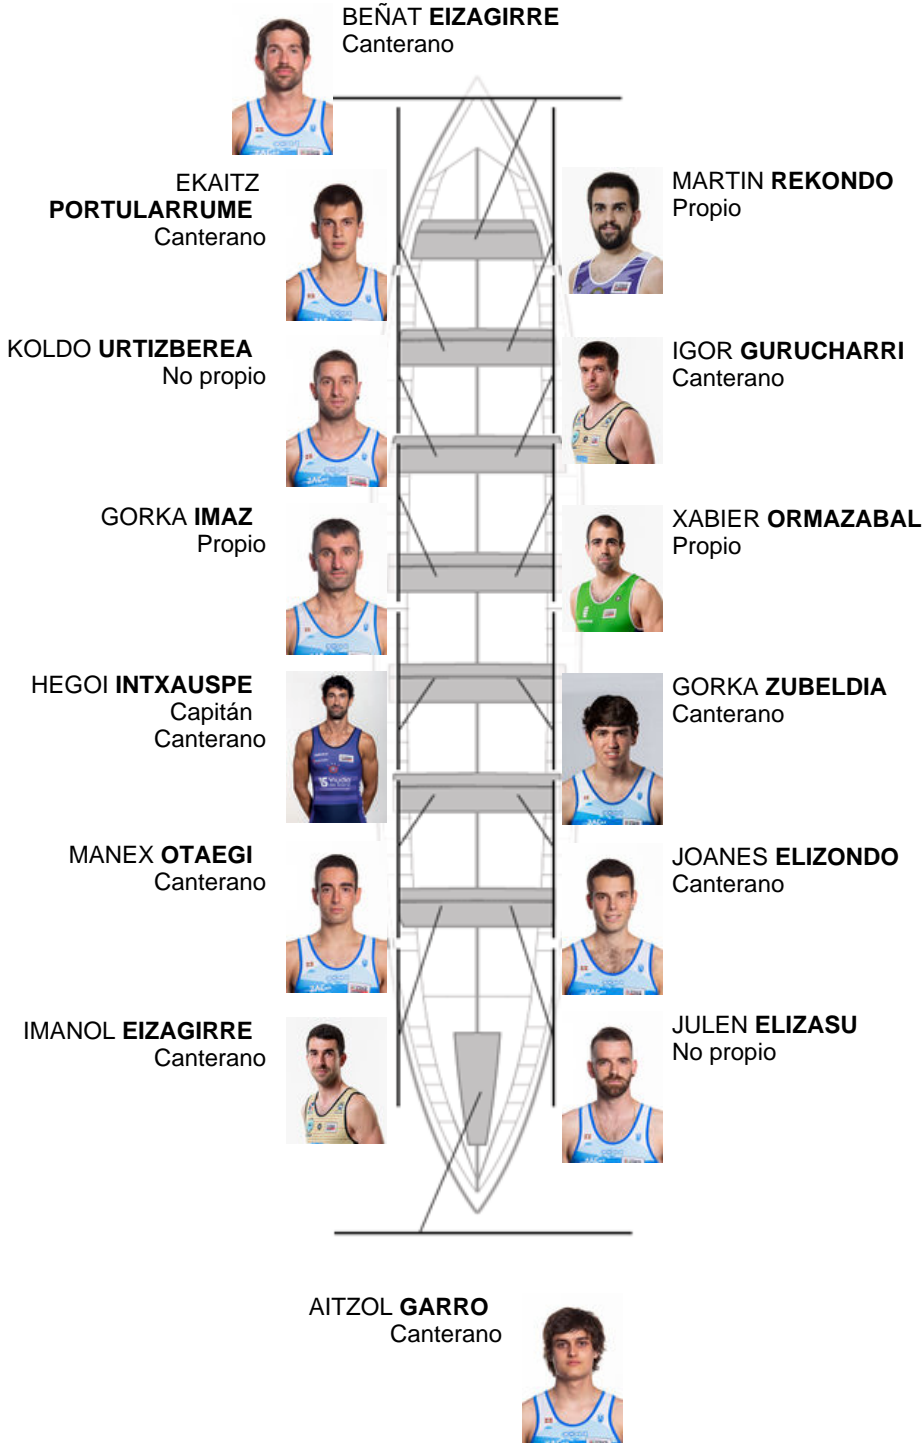 BEÑAT EIZAGIRRE
Canterano
EKAITZ
PORTULARRUME
Canterano
MARTIN REKONDO
Propio
KOLDO URTIZBEREA
No propio
IGOR GURUCHARRI
Canterano
GORKA IMAZ
Propio
XABIER ORMAZABAL
Propio
HEGOI INTXAUSPE
Capitán
Canterano
GORKA ZUBELDIA
Canterano
MANEX OTAEGI
Canterano
JOANES ELIZONDO
Canterano
IMANOL EIZAGIRRE
Canterano
JULEN ELIZASU
No propio
AITZOL GARRO
Canterano